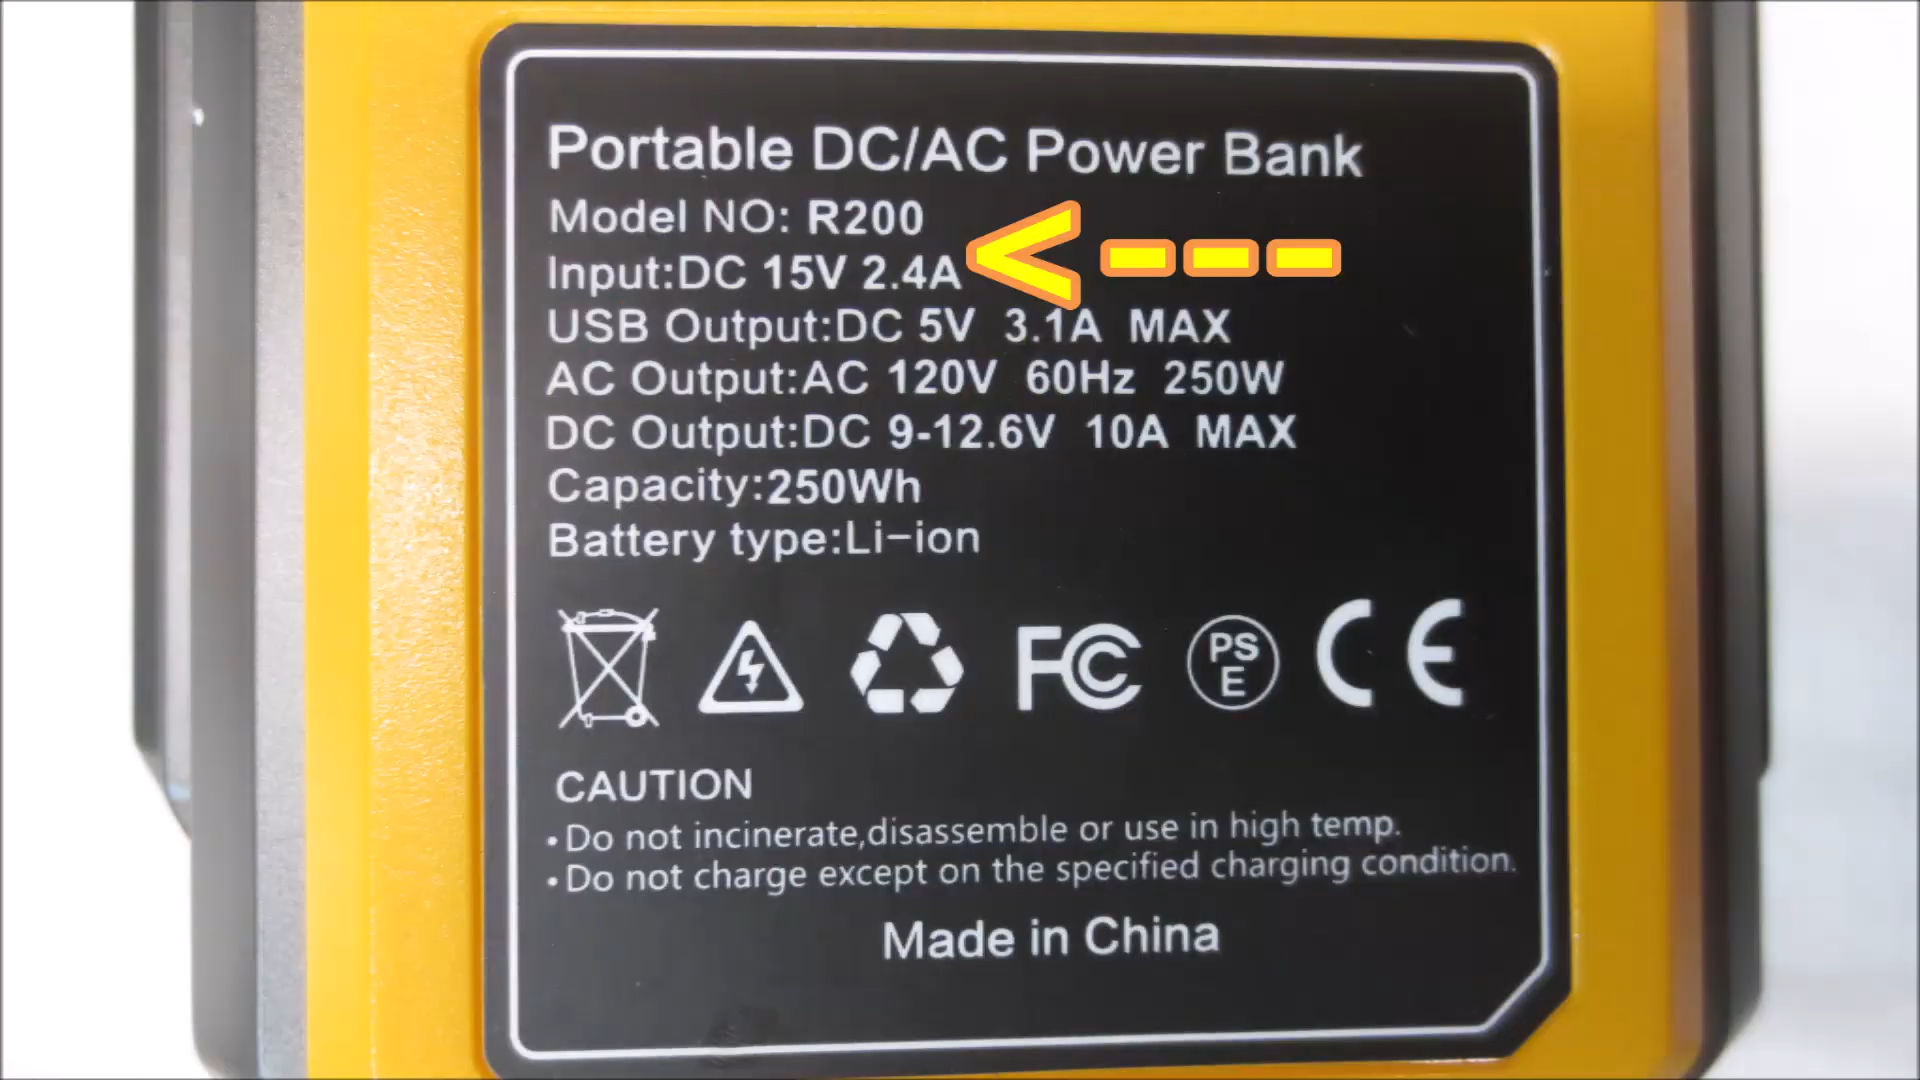 Portable DC/AC Power Bank
Model NO: R200
Input:DC 15V 2.4A
USB Output:DC 5V 3.1A MAX
AC Output:AC 120V 60Hz 250W
DC Output:DC 9-12.6V 10A MAX
Capacity:250Wh
Battery type:Li-ion
FC PS E CE
CAUTION
•Do not incinerate,disassemble or use in high temp.
•Do not charge except on the specified charging condition.
Made in China